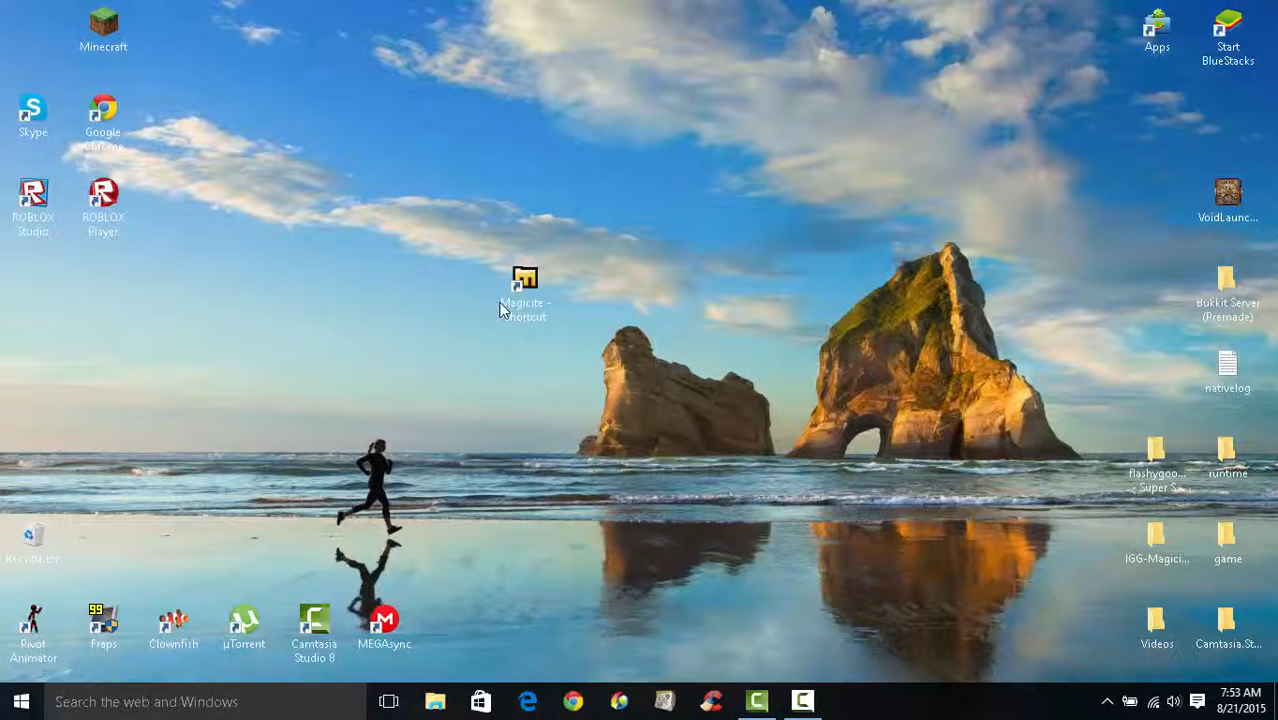 Minecraft
Apps
Start
BlueStacks
Skype
Google
Chrome
ROBLOX
Studio
ROBLOX
Player
VoidLaunc...
Magicite -
Shortcut
Bukkit Server
(Premade)
nativelog
flashygoo...
- Super S...
runtime
Recycle Bin
IGG-Magici...
game
99
Pivot
Animator
Fraps
Clownfish
µTorrent
Camtasia
Studio 8
MEGAsync
Videos
Camtasia.St...
Search the web and Windows
7:53 AM
8/21/2015